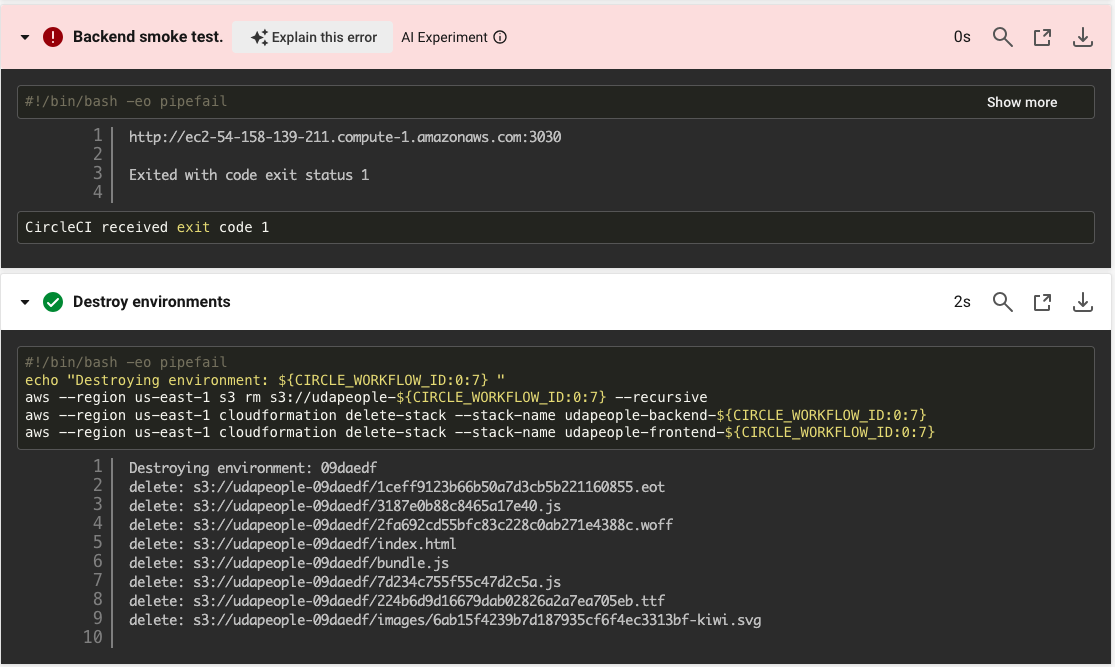 Backend smoke test. Explain this error AI Experiment 0s
#!/bin/bash -eo pipefail Show more
1 http://ec2-54-158-139-211.compute-1.amazonaws.com:3030
2
3 Exited with code exit status 1
4
CircleCI received exit code 1
Destroy environments 2s
#!/bin/bash -eo pipefail
echo "Destroying environment: ${CIRCLE_WORKFLOW_ID:0:7} "
aws --region us-east-1 s3 rm s3://udapeople-${CIRCLE_WORKFLOW_ID:0:7} --recursive
aws --region us-east-1 cloudformation delete-stack --stack-name udapeople-backend-${CIRCLE_WORKFLOW_ID:0:7}
aws --region us-east-1 cloudformation delete-stack --stack-name udapeople-frontend-${CIRCLE_WORKFLOW_ID:0:7}
1 Destroying environment: 09daedf
2 delete: s3://udapeople-09daedf/1ceff9123b66b50a7d3cb5b221160855.eot
3 delete: s3://udapeople-09daedf/3187e0b88c8465a17e40.js
4 delete: s3://udapeople-09daedf/2fa692cd55bfc83c228c0ab271e4388c.woff
5 delete: s3://udapeople-09daedf/index.html
6 delete: s3://udapeople-09daedf/bundle.js
7 delete: s3://udapeople-09daedf/7d234c755f55c47d2c5a.js
8 delete: s3://udapeople-09daedf/224b6d9d16679dab02826a2a7ea705eb.ttf
9 delete: s3://udapeople-09daedf/images/6ab15f4239b7d187935cf6f4ec3313bf-kiwi.svg
10